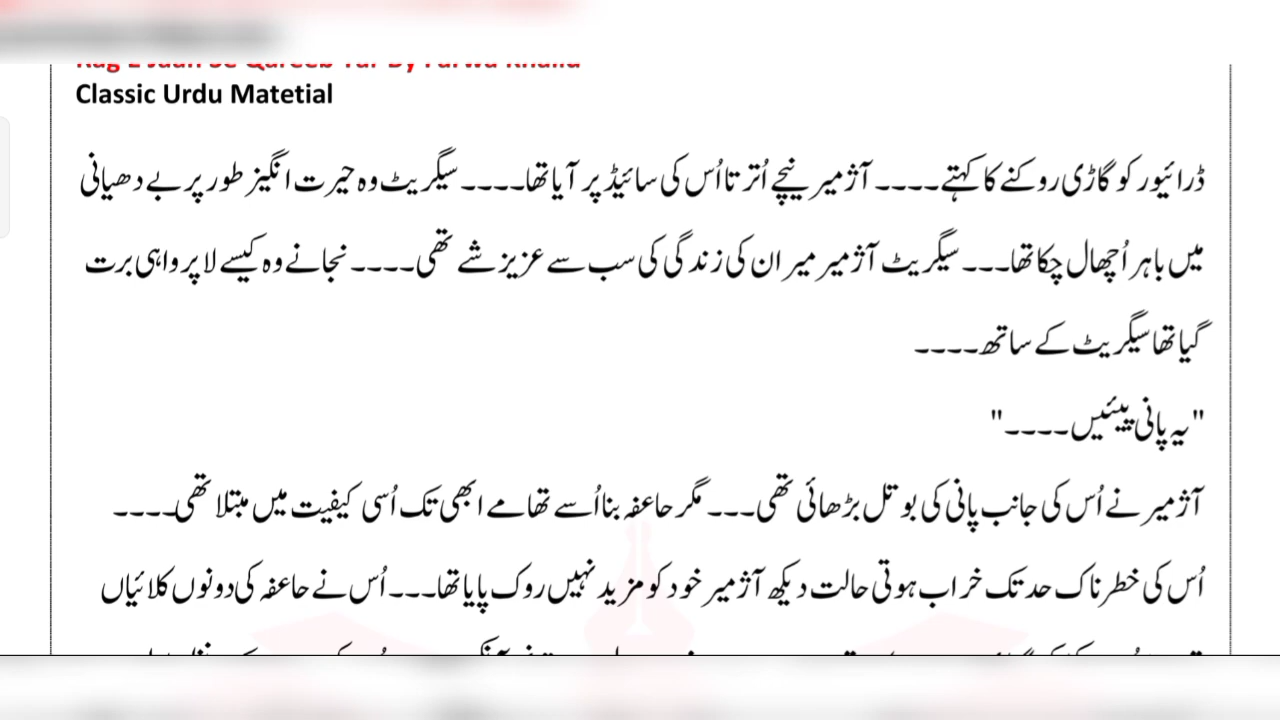 Classic Urdu Matetial
ڈرائیور کو گاڑی روکنے کا کہتے۔۔۔۔ آژمیر نیچے اُترتا اُس کی سائیڈ پر آیا تھا۔۔۔۔ سیگریٹ وہ حیرت انگیز طور پر بے دھیانی
میں باہر اُچھال چکا تھا۔۔۔ سیگریٹ آژمیر میران کی زندگی کی سب سے عزیز شے تھی۔۔۔۔ نجانے وہ کیسے لاپرواہی برت
گیا تھا سیگریٹ کے ساتھ۔۔۔۔
"یہ پانی پیئیں۔۔۔۔"
آژمیر نے اُس کی جانب پانی کی بوتل بڑھائی تھی۔۔۔ مگر حاعفہ بنا اُسے تھامے ابھی تک اُسی کیفیت میں مبتلا تھی۔۔۔۔
اُس کی خطرناک حد تک خراب ہوتی حالت دیکھ آژمیر خود کو مزید نہیں روک پایا تھا۔۔۔ اُس نے حاعفہ کی دونوں کلائیاں